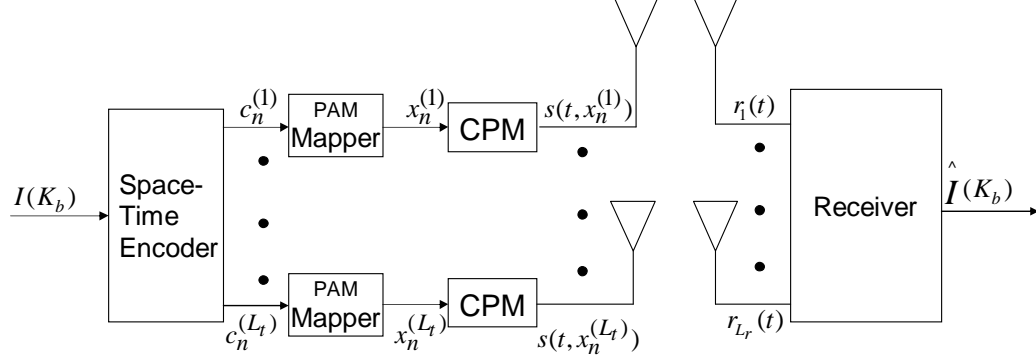 I(K_b)
Space-
Time
Encoder
c_n^{(1)}
PAM
Mapper
x_n^{(1)}
CPM
s(t, x_n^{(1)})
c_n^{(L_t)}
PAM
Mapper
x_n^{(L_t)}
CPM
s(t, x_n^{(L_t)})
r_1(t)
r_{L_r}(t)
Receiver
\hat{I}(K_b)